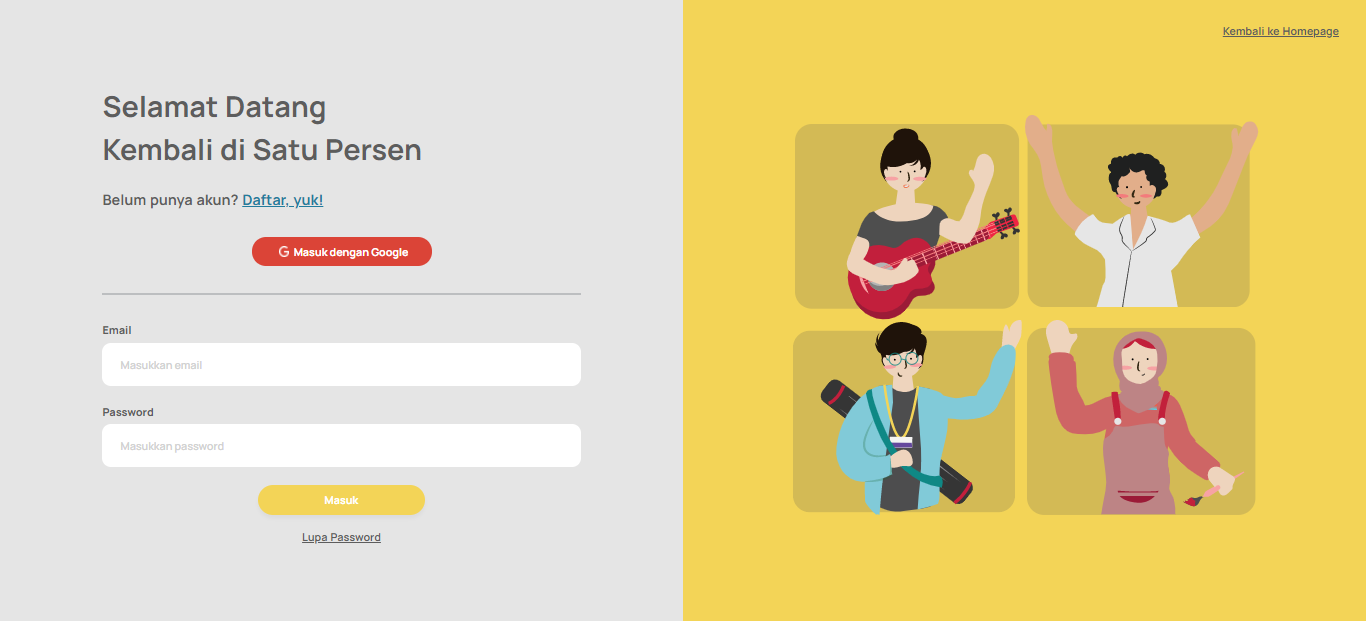 Kembali ke Homepage
Selamat Datang
Kembali di Satu Persen
Belum punya akun? Daftar, yuk!
Masuk dengan Google
Email
Masukkan email
Password
Masukkan password
Masuk
Lupa Password